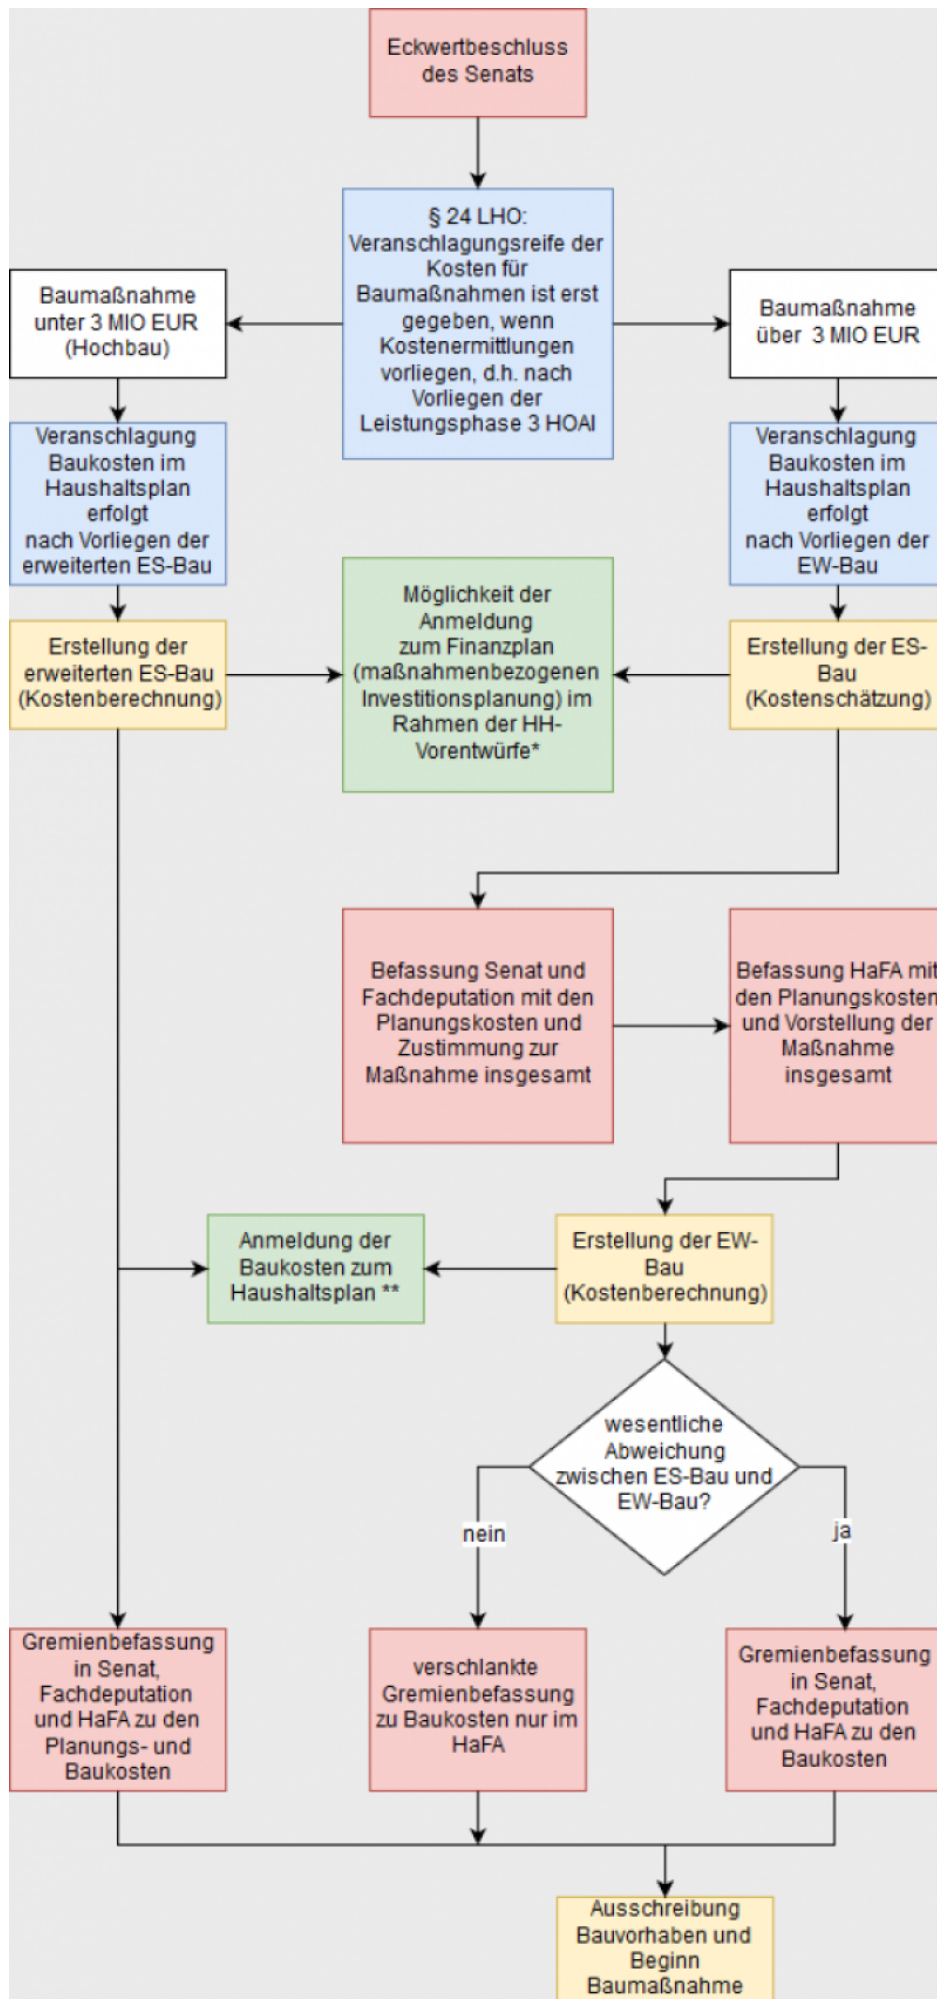 Eckwertbeschluss
des Senats
§ 24 LHO:
Veranschlagungsreife der
Kosten für
Baumaßnahmen ist erst
gegeben, wenn
Kostenermittlungen
vorliegen, d.h. nach
Vorliegen der
Leistungsphase 3 HOAI
Baumaßnahme
unter 3 MIO EUR
(Hochbau)
Baumaßnahme
über 3 MIO EUR
Veranschlagung
Baukosten im
Haushaltsplan
erfolgt
nach Vorliegen der
erweiterten ES-Bau
Veranschlagung
Baukosten im
Haushaltsplan
erfolgt
nach Vorliegen der
EW-Bau
Erstellung der
erweiterten ES-Bau
(Kostenberechnung)
Möglichkeit der
Anmeldung
zum Finanzplan
(maßnahmenbezogenen
Investitionsplanung) im
Rahmen der HH-
Vorentwürfe*
Erstellung der ES-
Bau
(Kostenschätzung)
Befassung Senat und
Fachdeputation mit den
Planungskosten und
Zustimmung zur
Maßnahme insgesamt
Befassung HaFA mit
den Planungskosten
und Vorstellung der
Maßnahme
insgesamt
Anmeldung der
Baukosten zum
Haushaltsplan **
Erstellung der EW-
Bau
(Kostenberechnung)
wesentliche
Abweichung
zwischen ES-Bau und
EW-Bau?
nein
ja
Gremienbefassung
in Senat,
Fachdeputation
und HaFA zu den
Planungs- und
Baukosten
verschlankte
Gremienbefassung
zu Baukosten nur im
HaFA
Gremienbefassung
in Senat,
Fachdeputation
und HaFA zu den
Baukosten
Ausschreibung
Bauvorhaben und
Beginn
Baumaßnahme